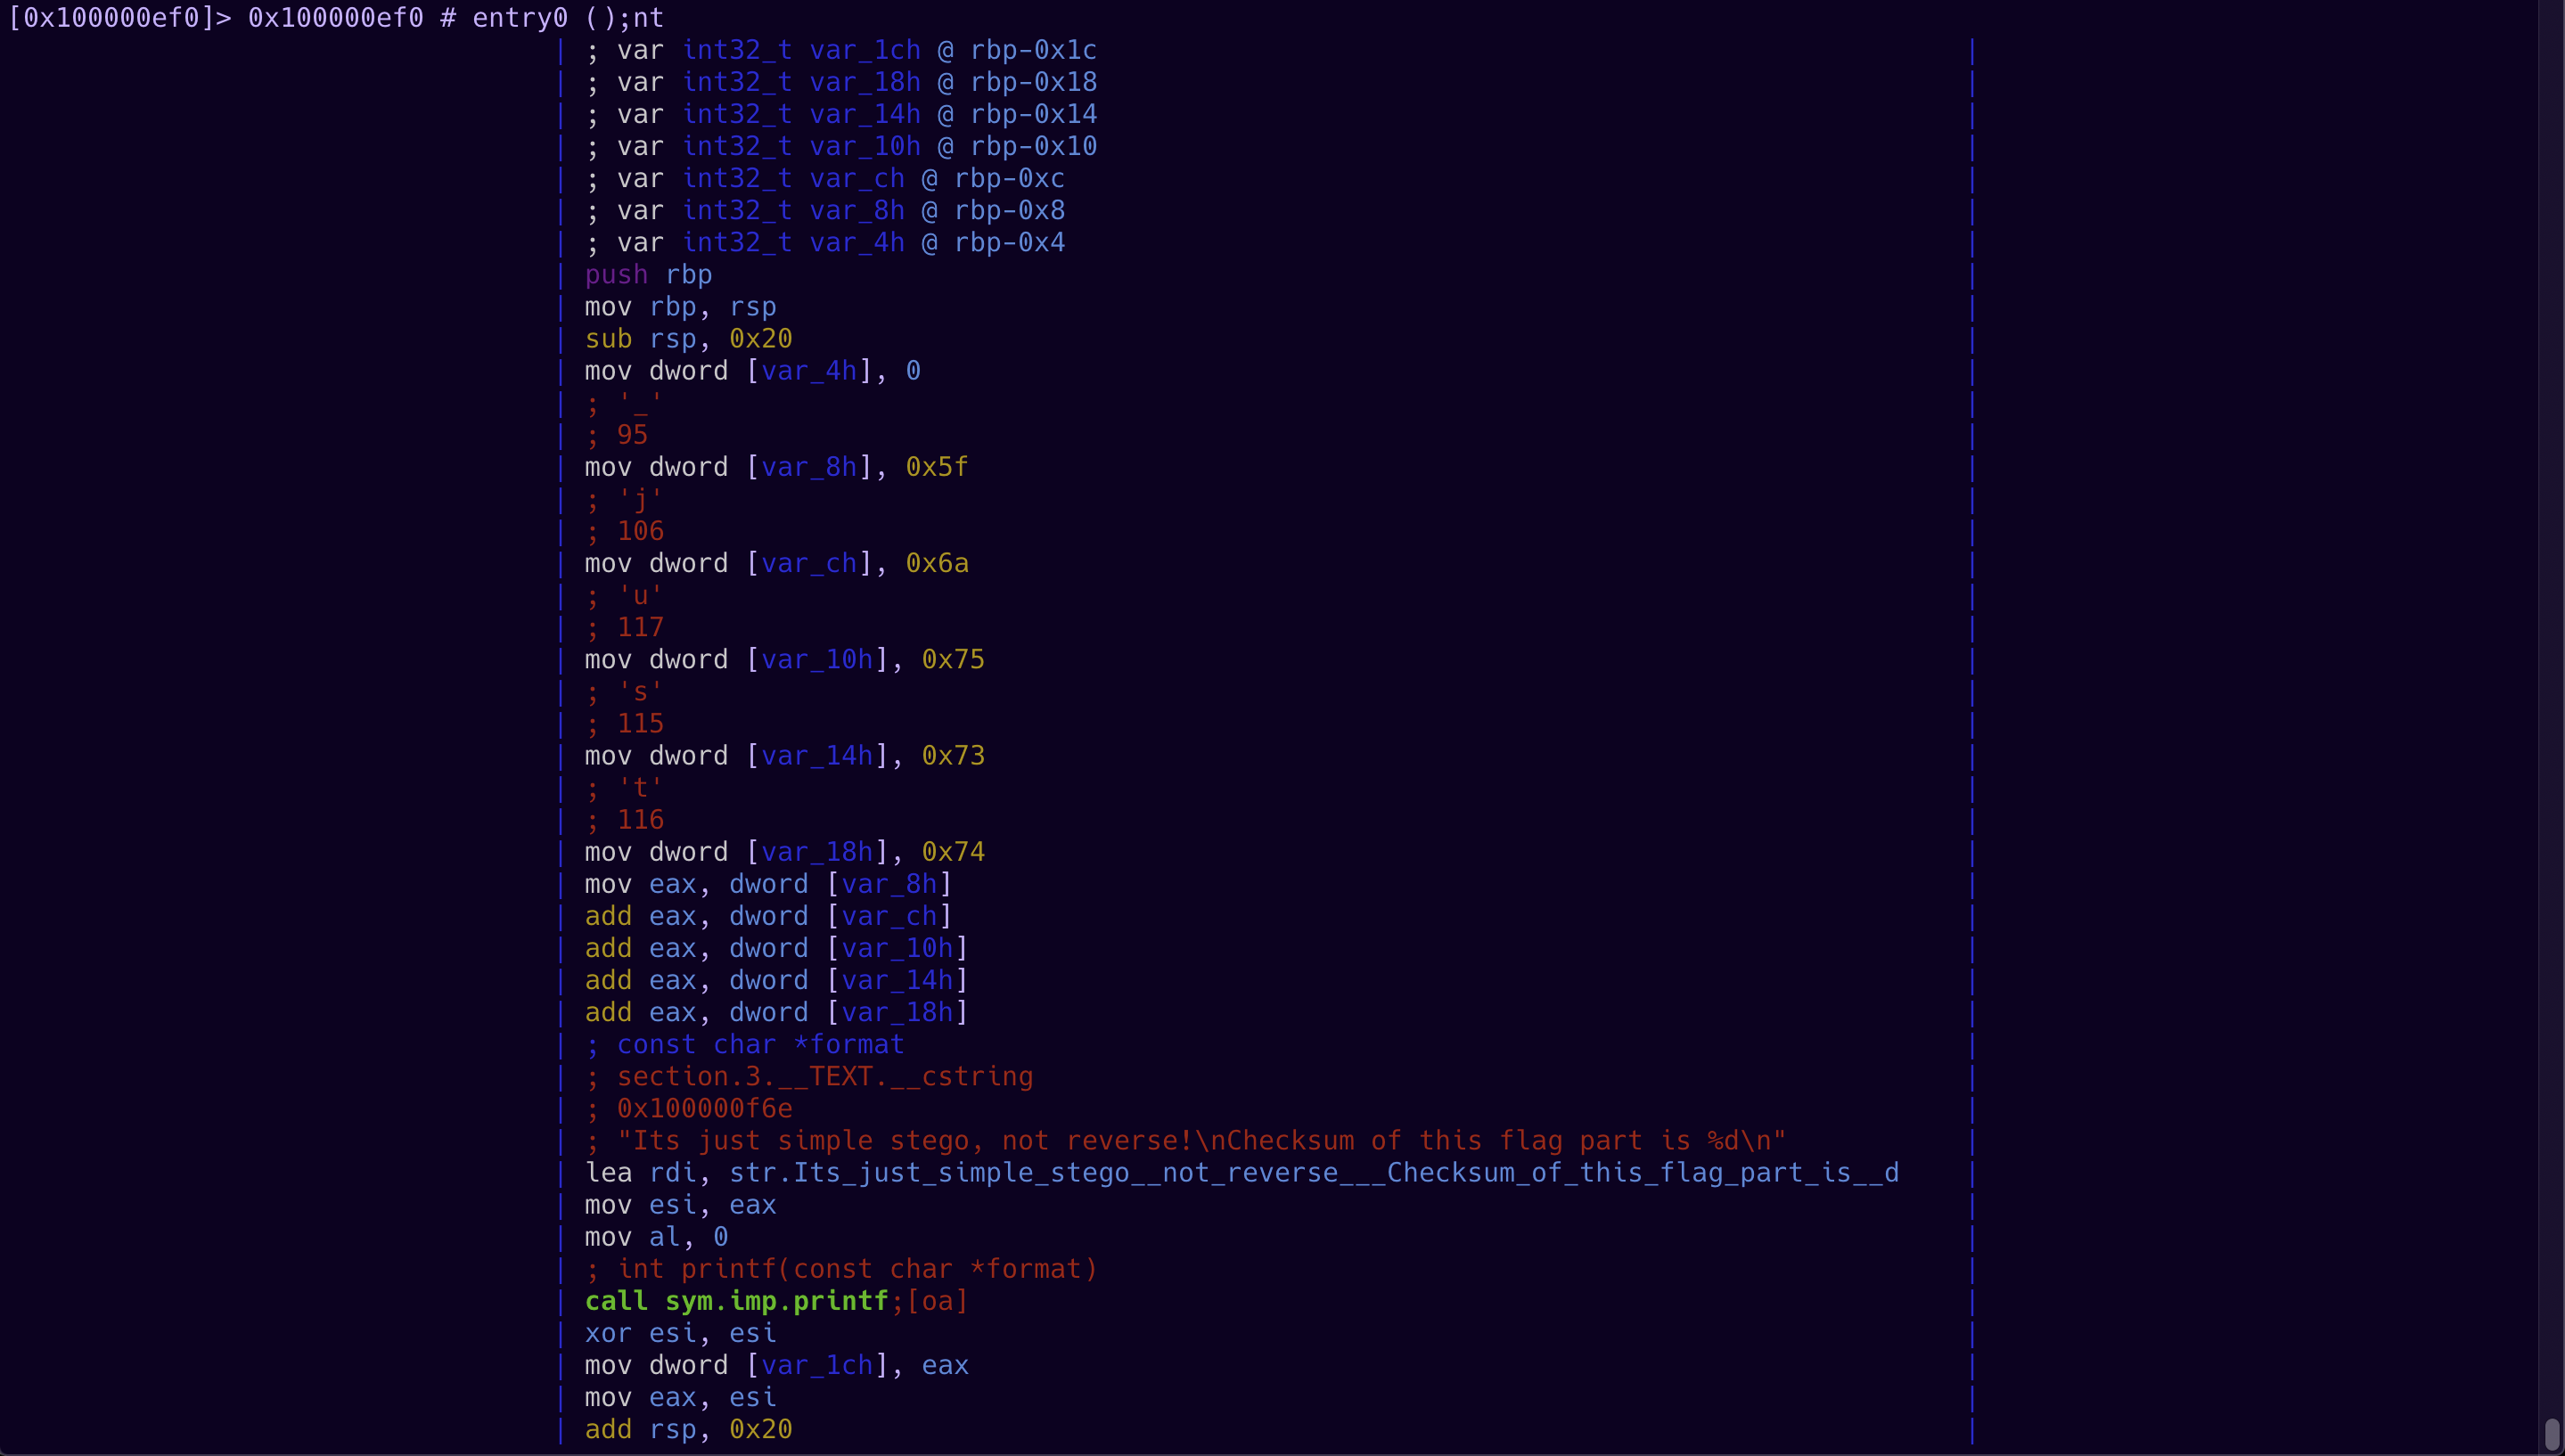 [0x100000ef0]> 0x100000ef0 # entry0 ();nt
| ; var int32_t var_1ch @ rbp-0x1c |
| ; var int32_t var_18h @ rbp-0x18 |
| ; var int32_t var_14h @ rbp-0x14 |
| ; var int32_t var_10h @ rbp-0x10 |
| ; var int32_t var_ch @ rbp-0xc |
| ; var int32_t var_8h @ rbp-0x8 |
| ; var int32_t var_4h @ rbp-0x4 |
| push rbp |
| mov rbp, rsp |
| sub rsp, 0x20 |
| mov dword [var_4h], 0 |
| ; '_' |
| ; 95 |
| mov dword [var_8h], 0x5f |
| ; 'j' |
| ; 106 |
| mov dword [var_ch], 0x6a |
| ; 'u' |
| ; 117 |
| mov dword [var_10h], 0x75 |
| ; 's' |
| ; 115 |
| mov dword [var_14h], 0x73 |
| ; 't' |
| ; 116 |
| mov dword [var_18h], 0x74 |
| mov eax, dword [var_8h] |
| add eax, dword [var_ch] |
| add eax, dword [var_10h] |
| add eax, dword [var_14h] |
| add eax, dword [var_18h] |
| ; const char *format |
| ; section.3.__TEXT.__cstring |
| ; 0x100000f6e |
| ; "Its just simple stego, not reverse!\nChecksum of this flag part is %d\n" |
| lea rdi, str.Its_just_simple_stego__not_reverse___Checksum_of_this_flag_part_is__d |
| mov esi, eax |
| mov al, 0 |
| ; int printf(const char *format) |
| call sym.imp.printf;[oa] |
| xor esi, esi |
| mov dword [var_1ch], eax |
| mov eax, esi |
| add rsp, 0x20 |